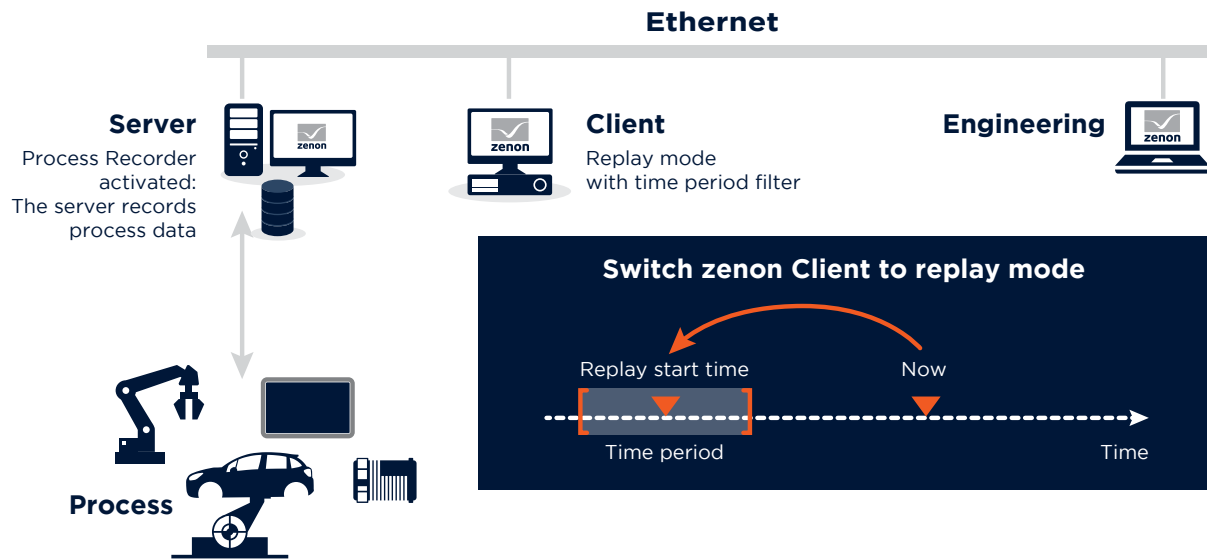 Ethernet
Server
Process Recorder
activated:
The server records
process data
zenon
Client
Replay mode
with time period filter
zenon
Engineering
zenon
Switch zenon Client to replay mode
Replay start time
Now
Time period
Time
Process